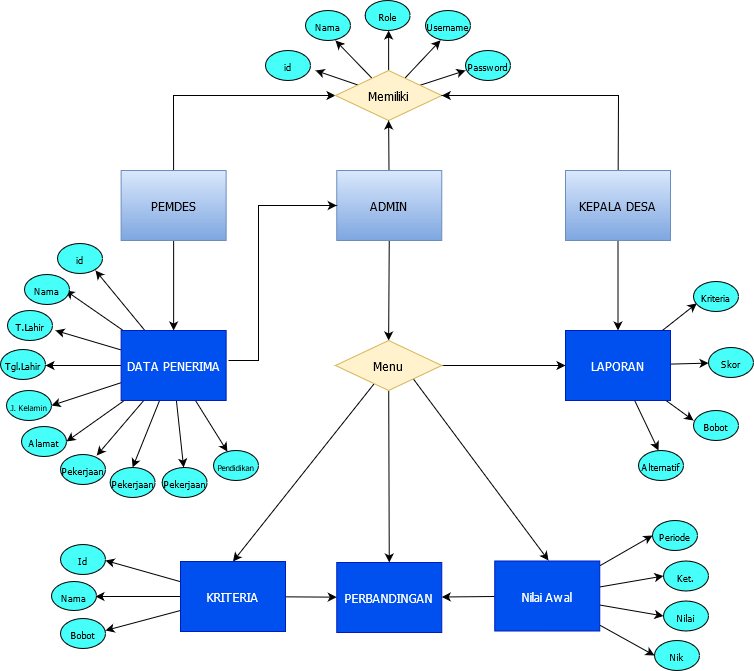 Role
Nama
Username
id
Password
Memiliki
PEMDES
ADMIN
KEPALA DESA
id
Nama
T.Lahir
Tgl.Lahir
J. Kelamin
Alamat
Pekerjaan
Pekerjaan
Pekerjaan
Pendidikan
DATA PENERIMA
Menu
LAPORAN
Kriteria
Skor
Bobot
Alternatif
Id
Nama
Bobot
KRITERIA
PERBANDINGAN
Nilai Awal
Periode
Ket.
Nilai
Nik